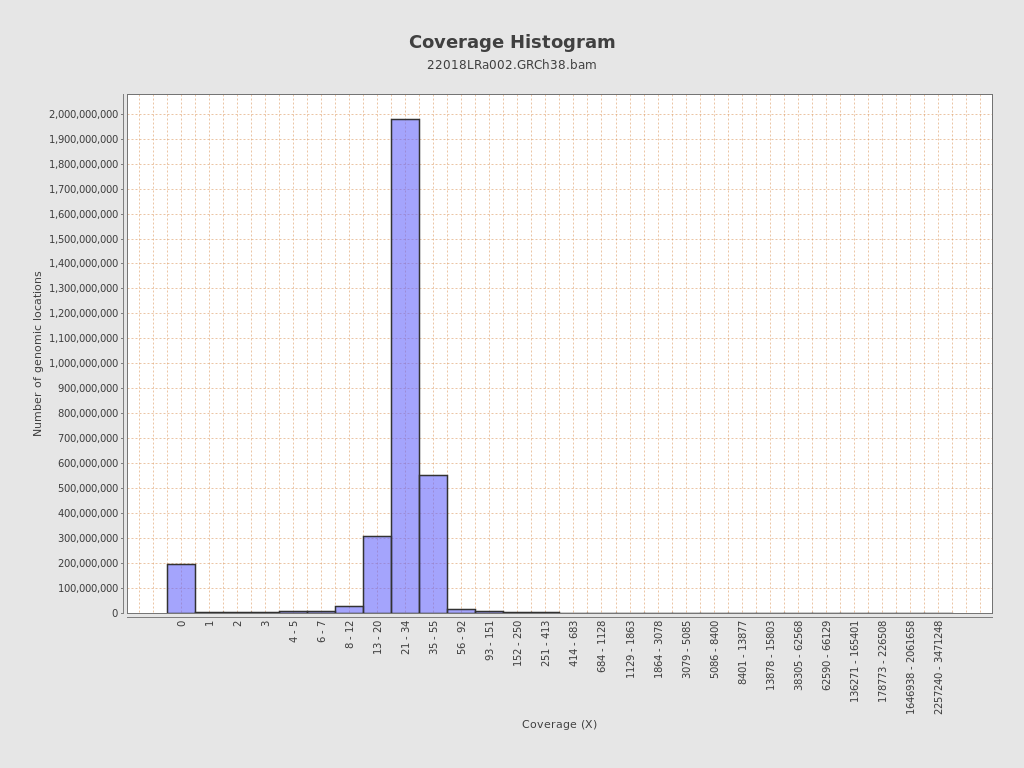 Coverage Histogram
22018LRa002.GRCh38.bam
Number of genomic locations
2,000,000,000
1,900,000,000
1,800,000,000
1,700,000,000
1,600,000,000
1,500,000,000
1,400,000,000
1,300,000,000
1,200,000,000
1,100,000,000
1,000,000,000
900,000,000
800,000,000
700,000,000
600,000,000
500,000,000
400,000,000
300,000,000
200,000,000
100,000,000
0
0
1
2
3
4 - 5
6 - 7
8 - 12
13 - 20
21 - 34
35 - 55
56 - 92
93 - 151
152 - 250
251 - 413
414 - 683
684 - 1128
1129 - 1863
1864 - 3078
3079 - 5085
5086 - 8400
8401 - 13877
13878 - 15803
38305 - 62568
62590 - 66129
136271 - 165401
178773 - 226508
1646938 - 2061658
2257240 - 3471248
Coverage (X)